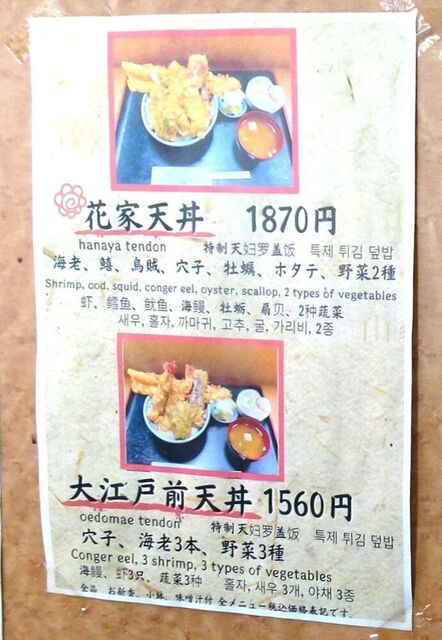 花家天丼 1870円
hanaya tendon 特制 天妇罗盖饭 특제 튀김 덮밥
海老、鱚、烏賊、穴子、牡蠣、ホタテ、野菜2種
Shrimp, cod, squid, conger eel, oyster, scallop, 2 types of vegetables
虾、鳕鱼、鱿鱼、海鳗、牡蛎、扇贝、2种蔬菜
새우, 홀자, 까마귀, 고추, 굴, 가리비, 2종
大江戸前天丼 1560円
oedomae tendon 特制 天妇罗盖饭 특제 튀김 덮밥
穴子、海老3本、野菜3種
Conger eel, 3 shrimp, 3 types of vegetables
海鳗、虾3只、蔬菜3种 홀자, 새우 3개, 야채 3종
全品 お新香、小鉢、味噌汁付 全メニュー税込価格表記です。